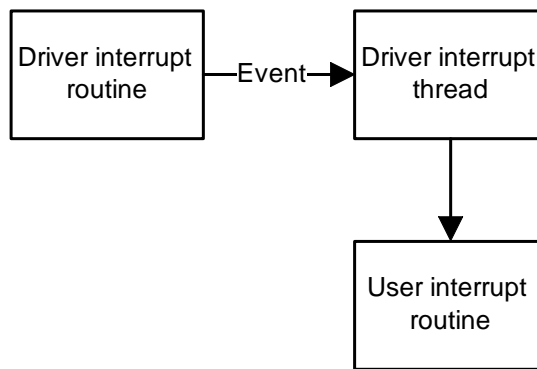 Driver interrupt
routine
Event
Driver interrupt
thread
User interrupt
routine